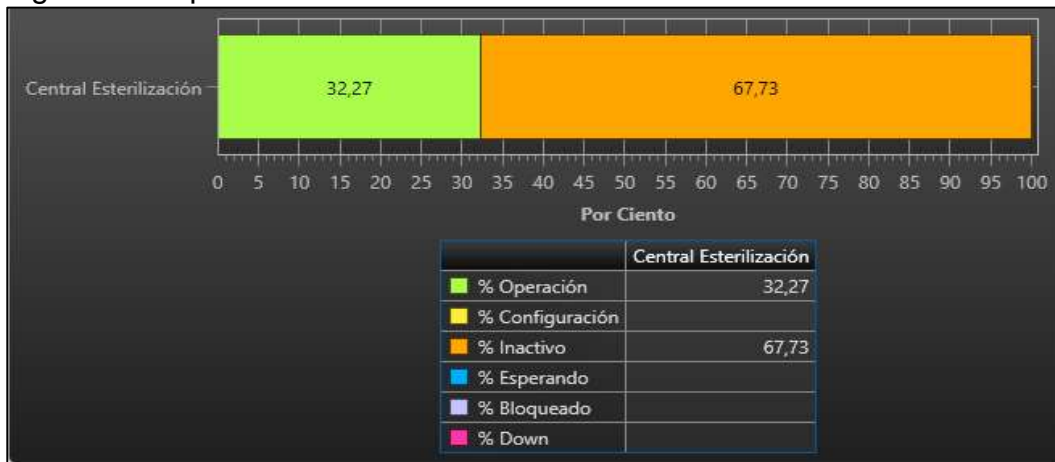 Central Esterilización
32,27
67,73
0 5 10 15 20 25 30 35 40 45 50 55 60 65 70 75 80 85 90 95 100
Por Ciento
Central Esterilización
% Operación 32,27
% Configuración
% Inactivo 67,73
% Esperando
% Bloqueado
% Down